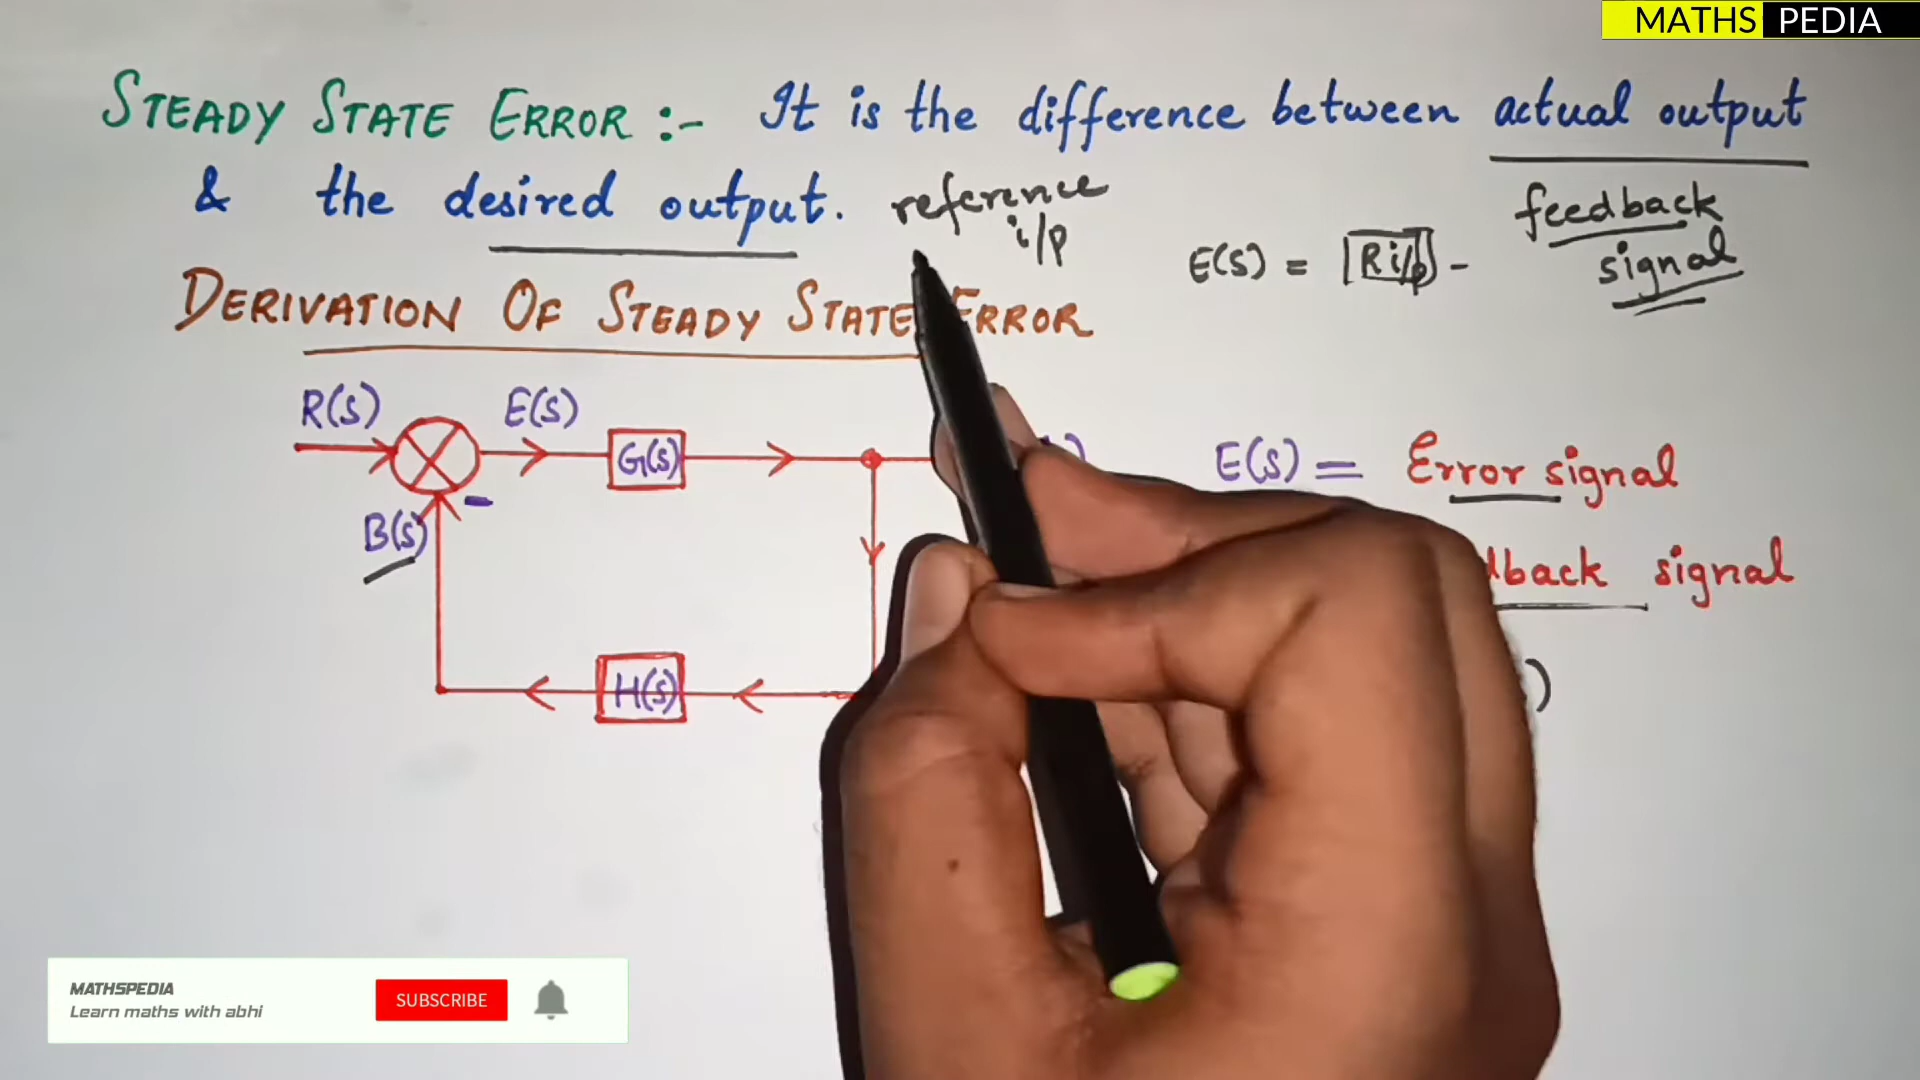 MATHS PEDIA
STEADY STATE ERROR :- It is the difference between actual output
& the desired output. reference
i/p
feedback
signal
E(S) = R i/p -
DERIVATION OF STEADY STATE ERROR
R(S)
E(S)
G(s)
E(S) = Error signal
B(s)
signal
H(s)
MATHSPEDIA
Learn maths with abhi
SUBSCRIBE